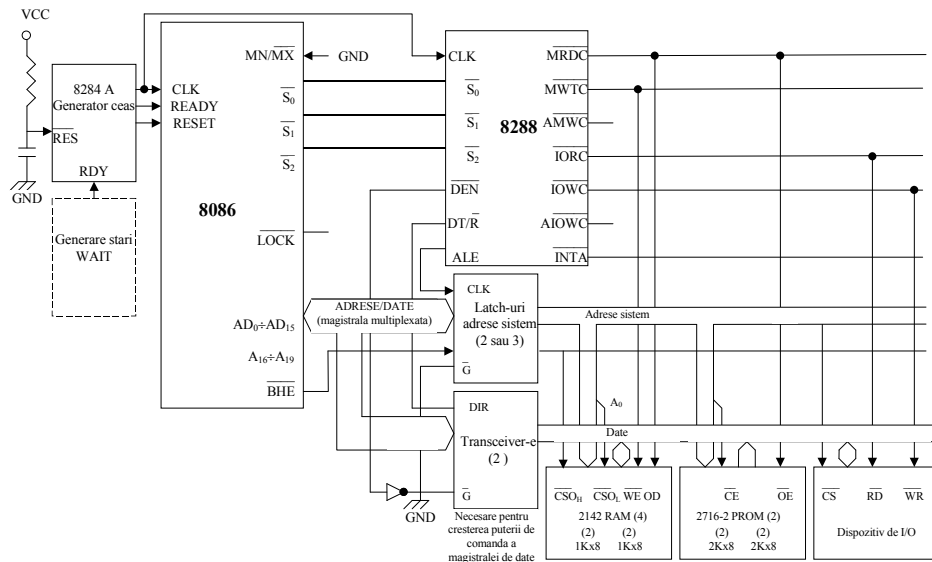 VCC
8284 A
Generator ceas
RES
RDY
GND
Generare stari
WAIT
MN/MX
GND
CLK
READY
RESET
S0
S1
S2
8086
LOCK
AD0÷AD15
A16÷A19
BHE
ADRESE/DATE
(magistrala multiplexata)
CLK
S0
S1
S2
8288
DEN
DT/R
ALE
MRDC
MWTC
AMWC
IORC
IOWC
AIOWC
INTA
CLK
Latch-uri
adrese sistem
(2 sau 3)
G
Adrese sistem
A0
DIR
Transceiver-e
(2 )
G
Date
GND
Necesare pentru
cresterea puterii de
comanda a
magistralei de date
CSOH CSOL WE OD
2142 RAM (4)
(2) (2)
1Kx8 1Kx8
CE OE
2716-2 PROM (2)
(2) (2)
2Kx8 2Kx8
CS RD WR
Dispozitiv de I/O